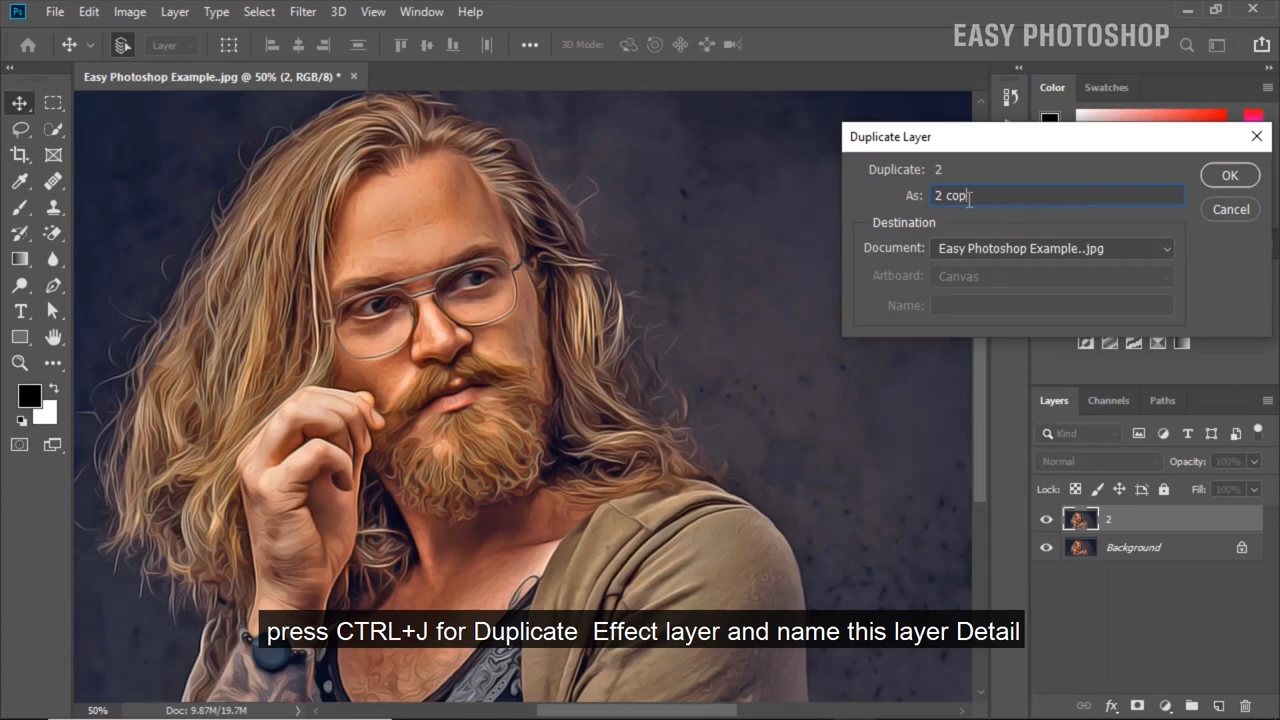 Ps File Edit Image Layer Type Select Filter 3D View Window Help
EASY PHOTOSHOP
Layer 3D Mode:
Easy Photoshop Example..jpg @ 50% (2, RGB/8) *
Color Swatches
Duplicate Layer
Duplicate: 2
OK
As: 2 cop
Cancel
Destination
Document: Easy Photoshop Example..jpg
Artboard: Canvas
Name:
Layers Channels Paths
Kind
Normal Opacity: 100%
Lock: Fill: 100%
2
Background
press CTRL+J for Duplicate Effect layer and name this layer Detail
50% Doc: 9.87M/19.7M
fx